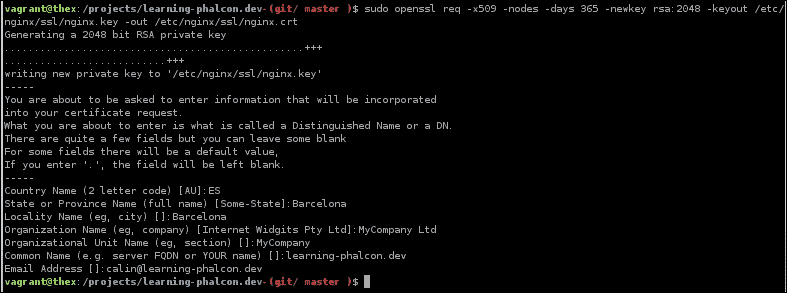 vagrant@thex:/projects/learning-phalcon.dev-(git/ master )$ sudo openssl req -x509 -nodes -days 365 -newkey rsa:2048 -keyout /etc/
nginx/ssl/nginx.key -out /etc/nginx/ssl/nginx.crt
Generating a 2048 bit RSA private key
..................................................+++
...........................+++
writing new private key to '/etc/nginx/ssl/nginx.key'
-----
You are about to be asked to enter information that will be incorporated
into your certificate request.
What you are about to enter is what is called a Distinguished Name or a DN.
There are quite a few fields but you can leave some blank
For some fields there will be a default value,
If you enter '.', the field will be left blank.
-----
Country Name (2 letter code) [AU]:ES
State or Province Name (full name) [Some-State]:Barcelona
Locality Name (eg, city) []:Barcelona
Organization Name (eg, company) [Internet Widgits Pty Ltd]:MyCompany Ltd
Organizational Unit Name (eg, section) []:MyCompany
Common Name (e.g. server FQDN or YOUR name) []:learning-phalcon.dev
Email Address []:calin@learning-phalcon.dev
vagrant@thex:/projects/learning-phalcon.dev-(git/ master )$